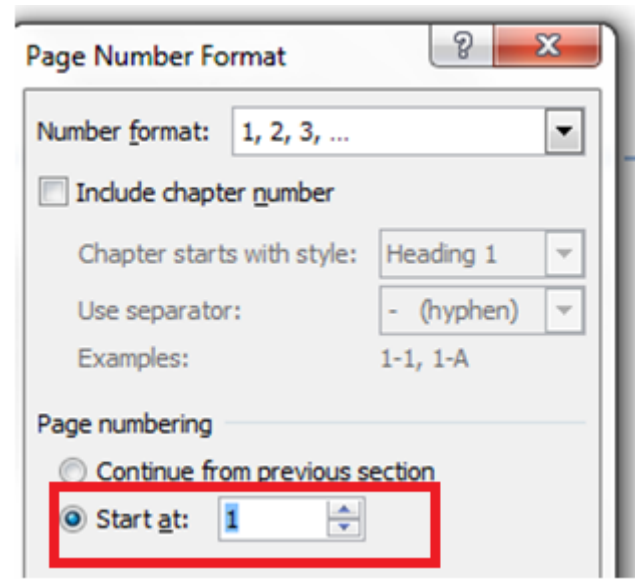 Page Number Format
Number format: 1, 2, 3, ...
Include chapter number
Chapter starts with style: Heading 1
Use separator: - (hyphen)
Examples: 1-1, 1-A
Page numbering
Continue from previous section
Start at: 1